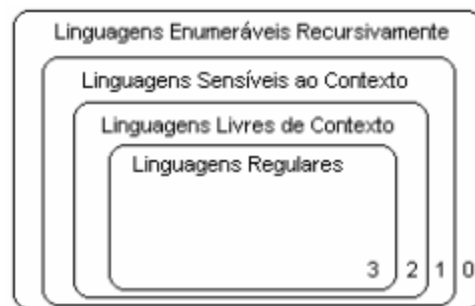 Linguagens Enumeráveis Recursivamente
Linguagens Sensíveis ao Contexto
Linguagens Livres de Contexto
Linguagens Regulares
3 2 1 0